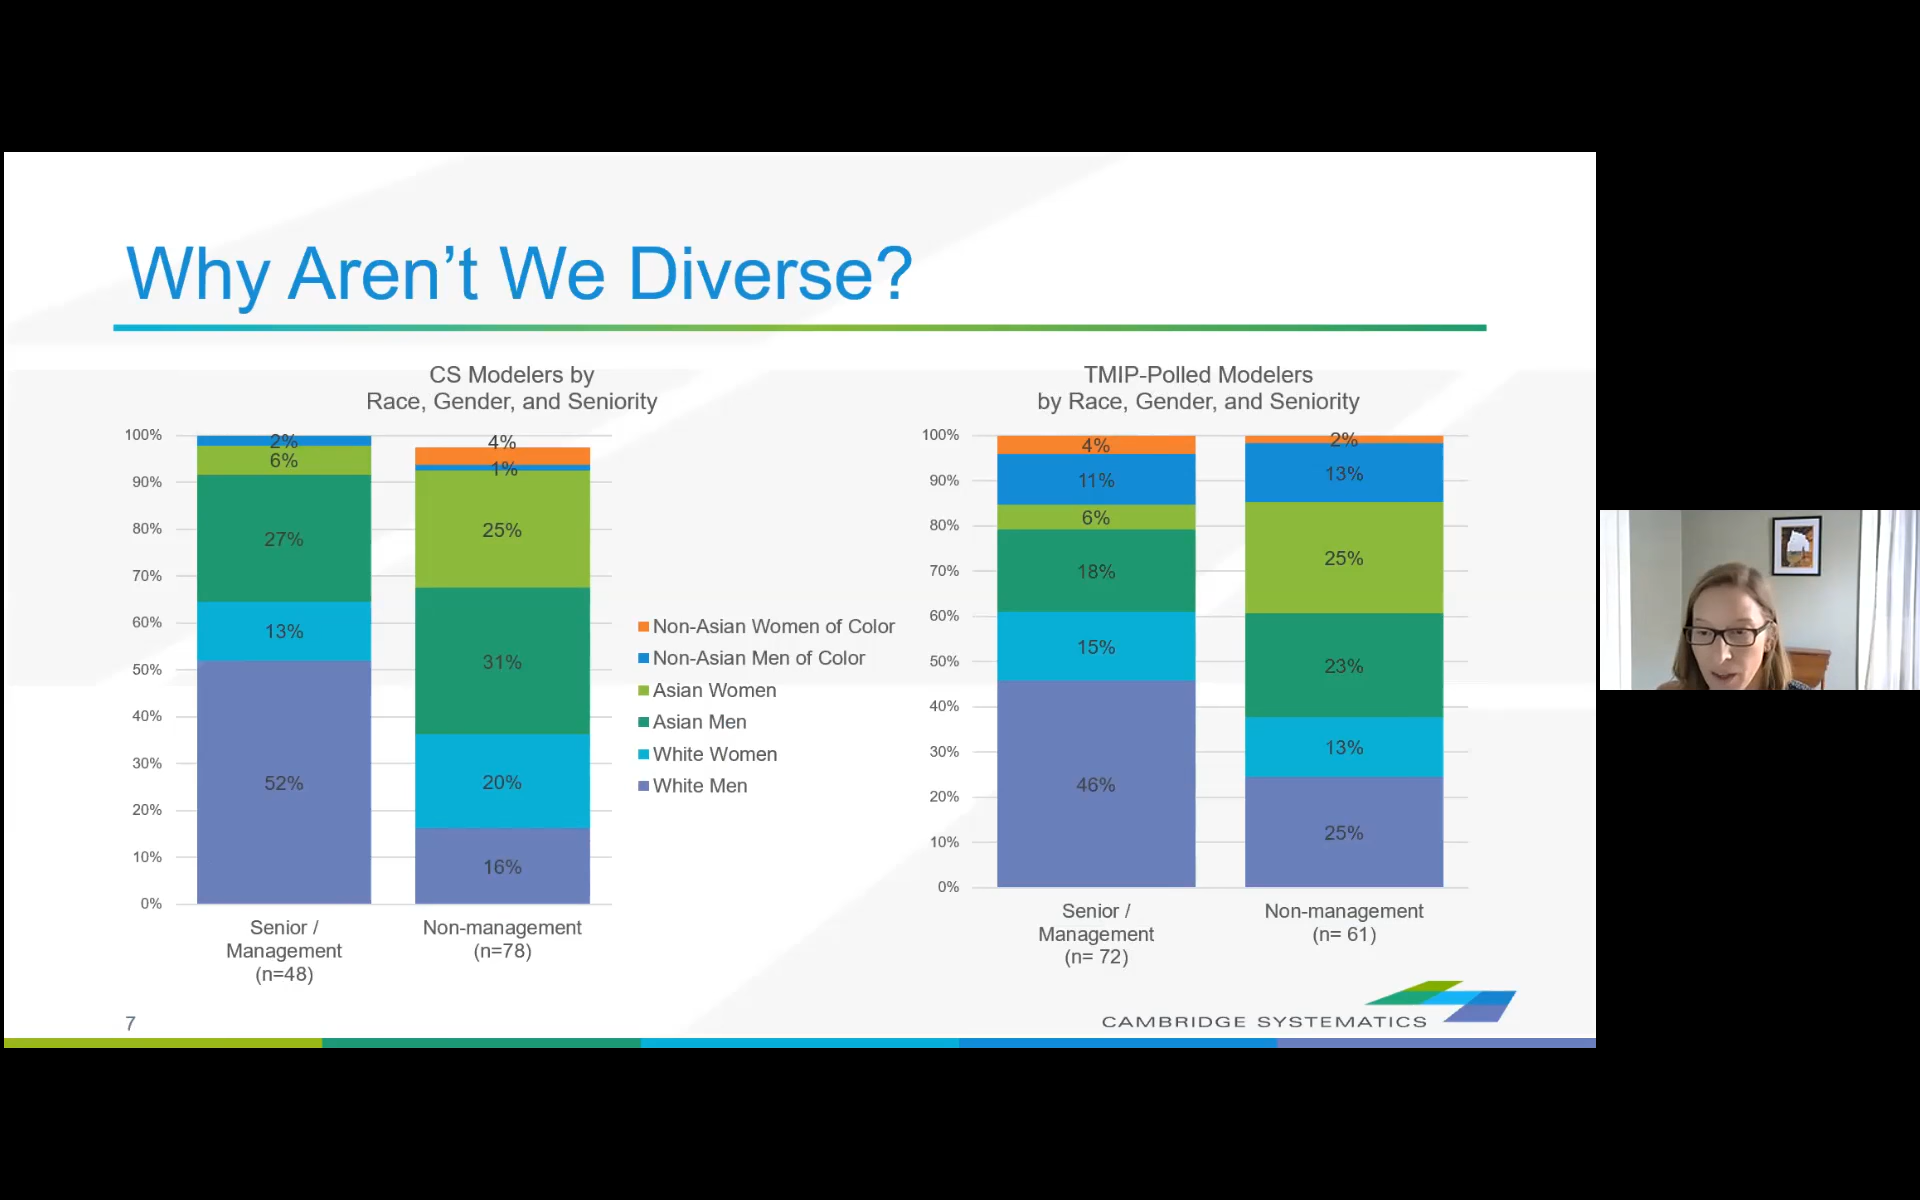 Why Aren't We Diverse?
CS Modelers by
Race, Gender, and Seniority
100%
90%
80%
70%
60%
50%
40%
30%
20%
10%
0%
2%
6%
27%
13%
52%
4%
1%
25%
31%
20%
16%
Senior /
Management
(n=48)
Non-management
(n=78)
Non-Asian Women of Color
Non-Asian Men of Color
Asian Women
Asian Men
White Women
White Men
TMIP-Polled Modelers
by Race, Gender, and Seniority
100%
90%
80%
70%
60%
50%
40%
30%
20%
10%
0%
4%
11%
6%
18%
15%
46%
2%
13%
25%
23%
13%
25%
Senior /
Management
(n= 72)
Non-management
(n= 61)
7
CAMBRIDGE SYSTEMATICS